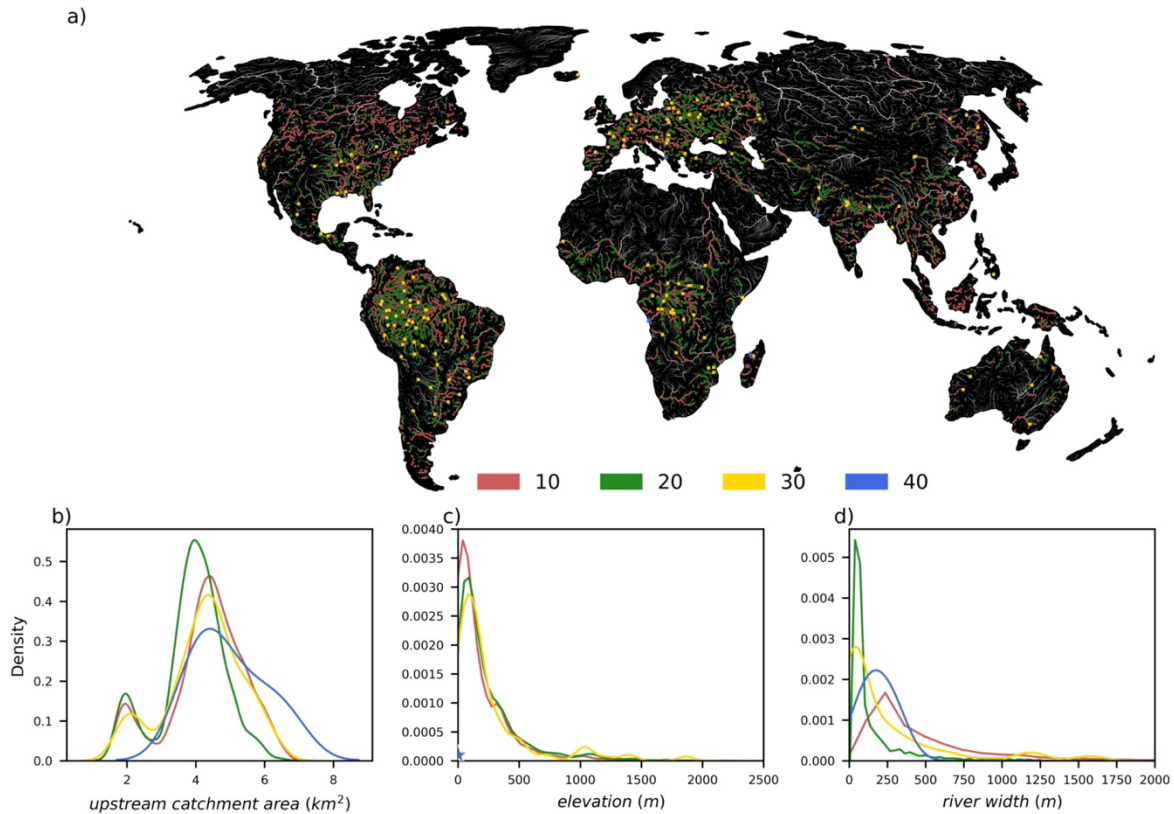 a)
10 20 30 40
b) c) d)
0.5
0.4
0.3
0.2
0.1
0.0
Density
2 4 6
upstream catchment area (km²)
0.0040
0.0035
0.0030
0.0025
0.0020
0.0015
0.0010
0.0005
0.0000
0 500 1000 1500 2000 2500
elevation (m)
0.005
0.004
0.003
0.002
0.001
0.000
0 250 500 750 1000 1250 1500 1750 2000
river width (m)